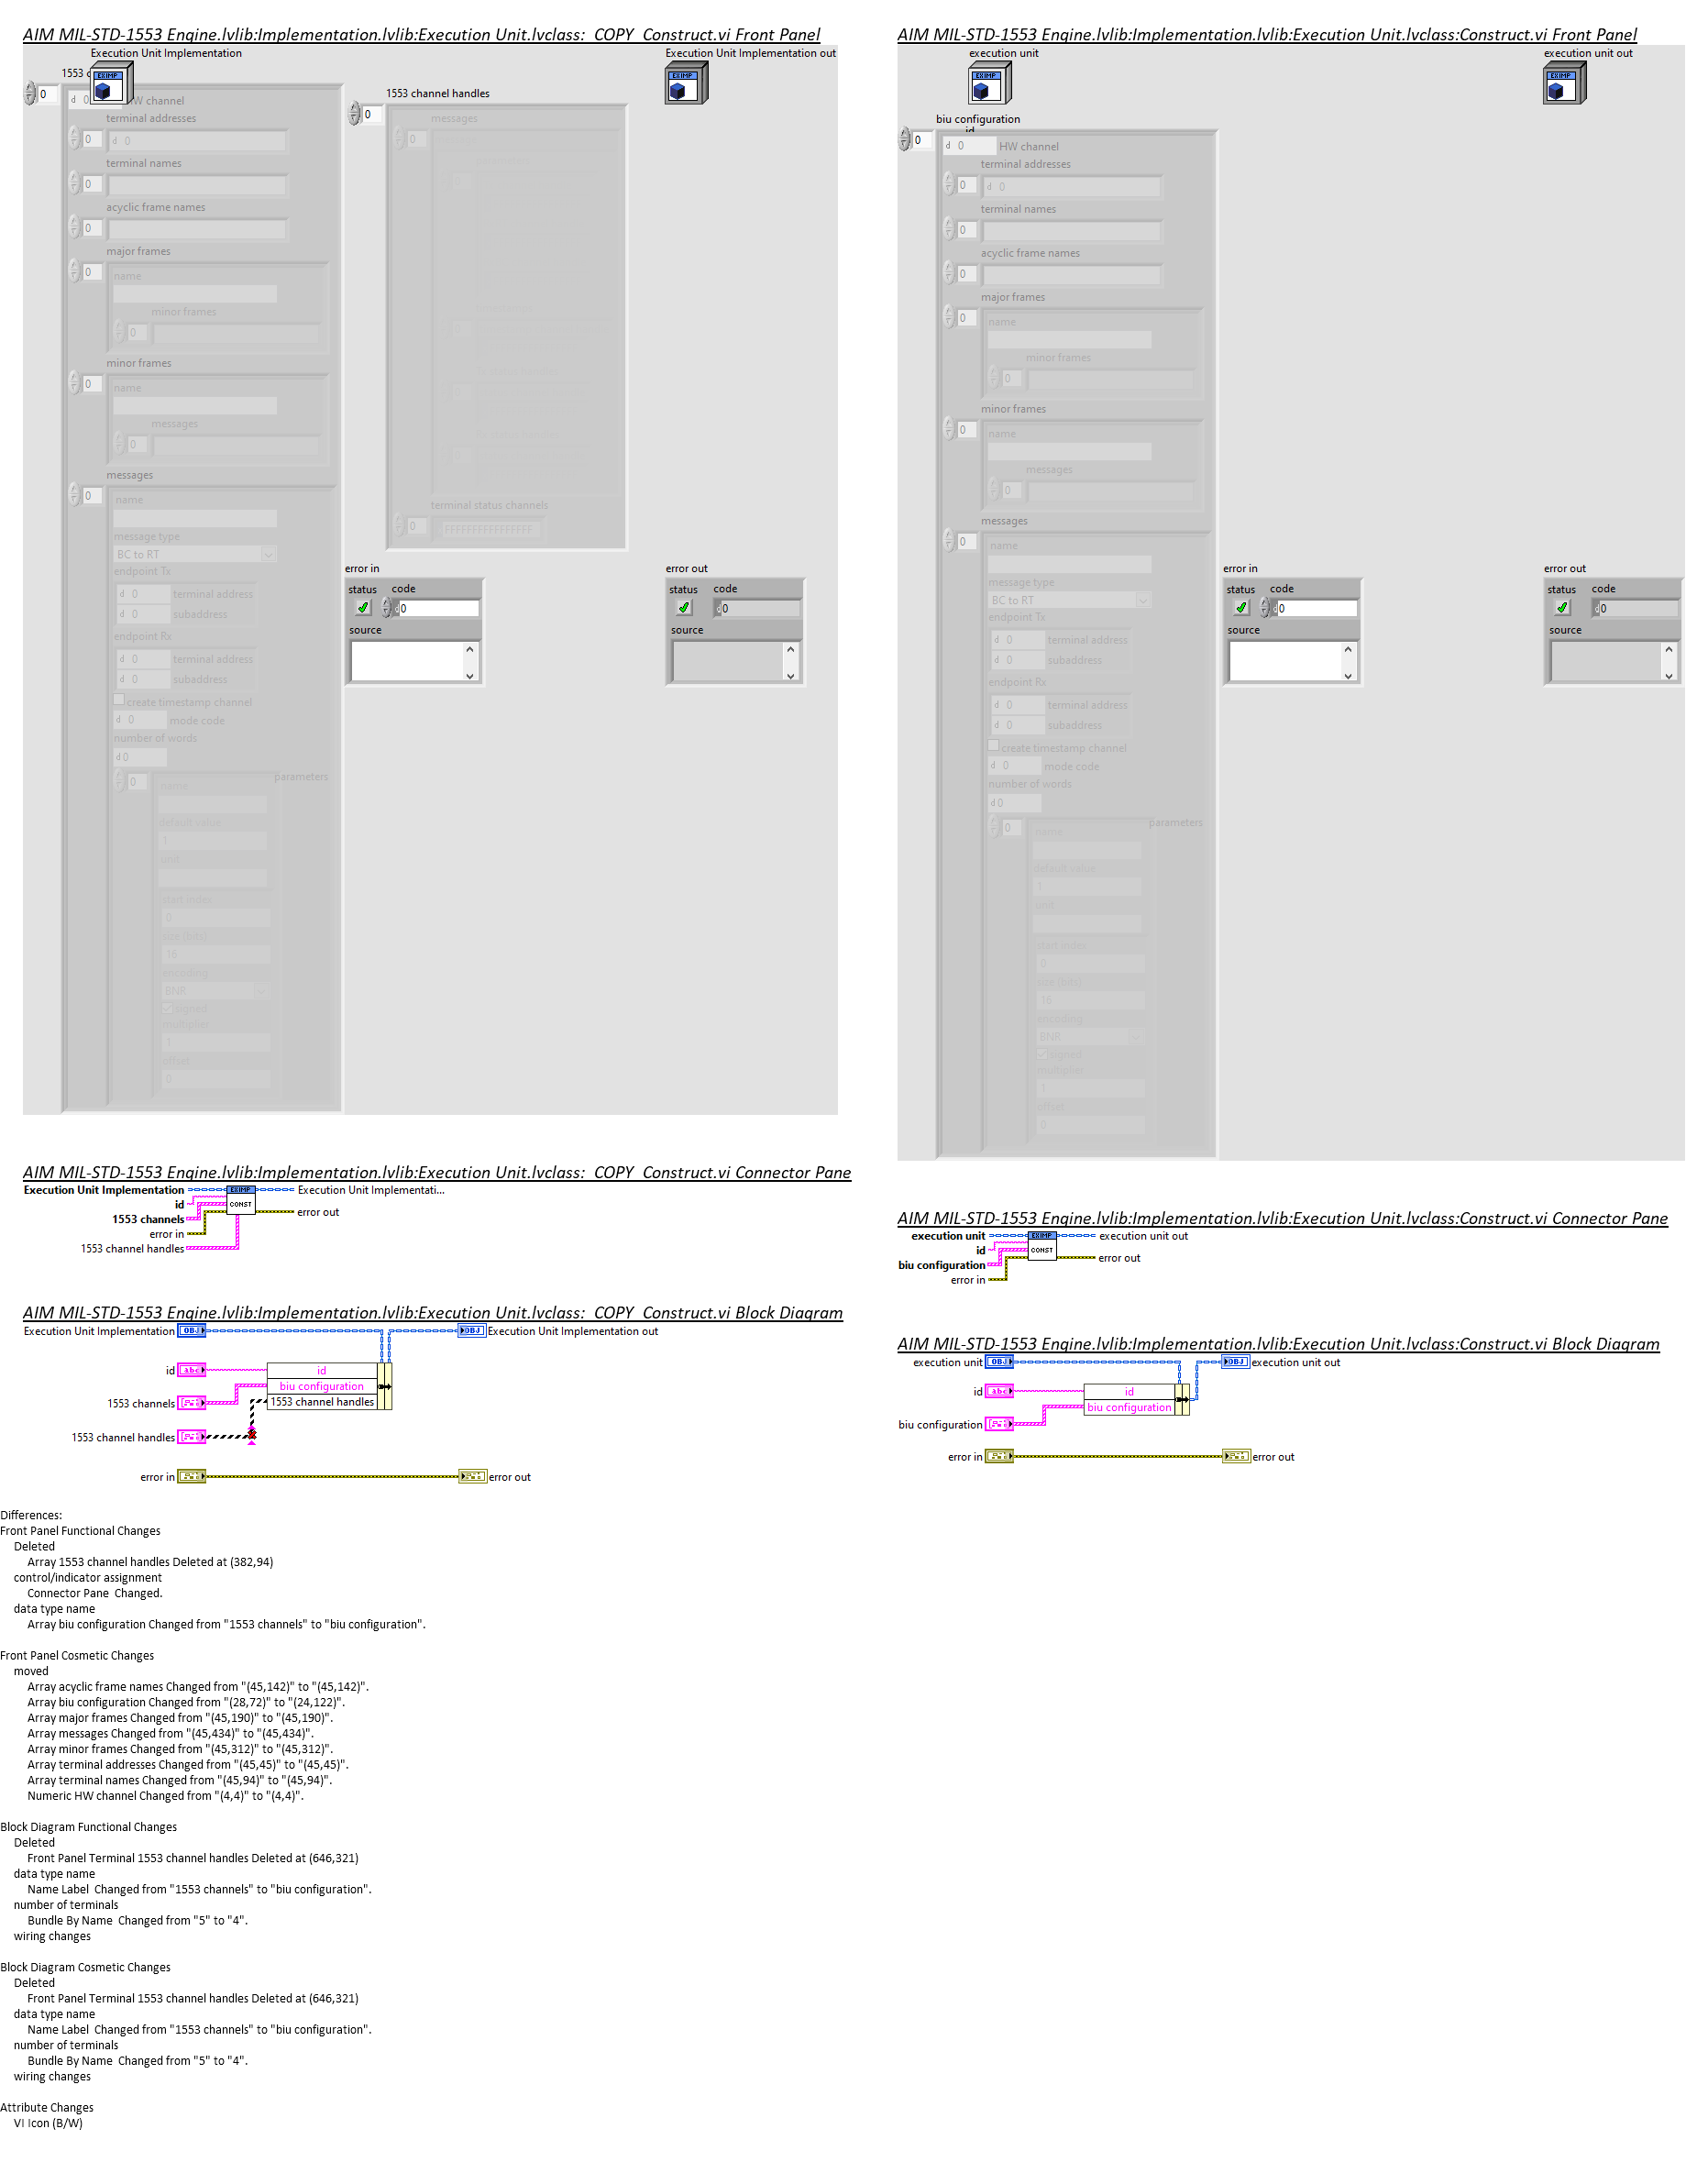 AIM MIL-STD-1553 Engine.lvlib:Implementation.lvlib:Execution Unit.lvclass:_COPY_Construct.vi Front Panel
Execution Unit Implementation
Execution Unit Implementation out
1553 c
EXIMP
EXIMP
0
d 0
HW channel
1553 channel handles
0
terminal addresses
0
d 0
terminal names
0
acyclic frame names
0
major frames
0
name
minor frames
0
minor frames
0
name
messages
0
messages
0
name
message type
BC to RT
endpoint Tx
d 0 terminal address
d 0 subaddress
endpoint Rx
d 0 terminal address
d 0 subaddress
create timestamp channel
d 0 mode code
number of words
d 0
0
parameters
name
default value
1
unit
start index
0
size (bits)
16
encoding
BNR
signed
multiplier
1
offset
0
messages
0
terminal status channels
0
FFFFFFFFFFFFFFFF
error in
status code
d 0
source
error out
status code
d 0
source
AIM MIL-STD-1553 Engine.lvlib:Implementation.lvlib:Execution Unit.lvclass:Construct.vi Front Panel
execution unit
execution unit out
EXIMP
EXIMP
biu configuration
id
0
d 0 HW channel
terminal addresses
0
d 0
terminal names
0
acyclic frame names
0
major frames
0
name
minor frames
0
minor frames
0
name
messages
0
messages
0
name
message type
BC to RT
endpoint Tx
d 0 terminal address
d 0 subaddress
endpoint Rx
d 0 terminal address
d 0 subaddress
create timestamp channel
d 0 mode code
number of words
d 0
0
parameters
name
default value
1
unit
start index
0
size (bits)
16
encoding
BNR
signed
multiplier
1
offset
0
error in
status code
d 0
source
error out
status code
d 0
source
AIM MIL-STD-1553 Engine.lvlib:Implementation.lvlib:Execution Unit.lvclass:_COPY_Construct.vi Connector Pane
Execution Unit Implementation
EXIMP
CONST
Execution Unit Implementati...
id
1553 channels
error out
error in
1553 channel handles
AIM MIL-STD-1553 Engine.lvlib:Implementation.lvlib:Execution Unit.lvclass:Construct.vi Connector Pane
execution unit
EXIMP
CONST
execution unit out
id
biu configuration
error out
error in
AIM MIL-STD-1553 Engine.lvlib:Implementation.lvlib:Execution Unit.lvclass:_COPY_Construct.vi Block Diagram
Execution Unit Implementation
OBJ
OBJ
Execution Unit Implementation out
id
abc
id
biu configuration
1553 channels
1553 channel handles
1553 channel handles
error in
error out
AIM MIL-STD-1553 Engine.lvlib:Implementation.lvlib:Execution Unit.lvclass:Construct.vi Block Diagram
execution unit
OBJ
OBJ
execution unit out
id
abc
id
biu configuration
biu configuration
error in
error out
Differences:
Front Panel Functional Changes
Deleted
Array 1553 channel handles Deleted at (382,94)
control/indicator assignment
Connector Pane  Changed.
data type name
Array biu configuration Changed from "1553 channels" to "biu configuration".
Front Panel Cosmetic Changes
moved
Array acyclic frame names Changed from "(45,142)" to "(45,142)".
Array biu configuration Changed from "(28,72)" to "(24,122)".
Array major frames Changed from "(45,190)" to "(45,190)".
Array messages Changed from "(45,434)" to "(45,434)".
Array minor frames Changed from "(45,312)" to "(45,312)".
Array terminal addresses Changed from "(45,45)" to "(45,45)".
Array terminal names Changed from "(45,94)" to "(45,94)".
Numeric HW channel Changed from "(4,4)" to "(4,4)".
Block Diagram Functional Changes
Deleted
Front Panel Terminal 1553 channel handles Deleted at (646,321)
data type name
Name Label  Changed from "1553 channels" to "biu configuration".
number of terminals
Bundle By Name  Changed from "5" to "4".
wiring changes
Block Diagram Cosmetic Changes
Deleted
Front Panel Terminal 1553 channel handles Deleted at (646,321)
data type name
Name Label  Changed from "1553 channels" to "biu configuration".
number of terminals
Bundle By Name  Changed from "5" to "4".
wiring changes
Attribute Changes
VI Icon (B/W)